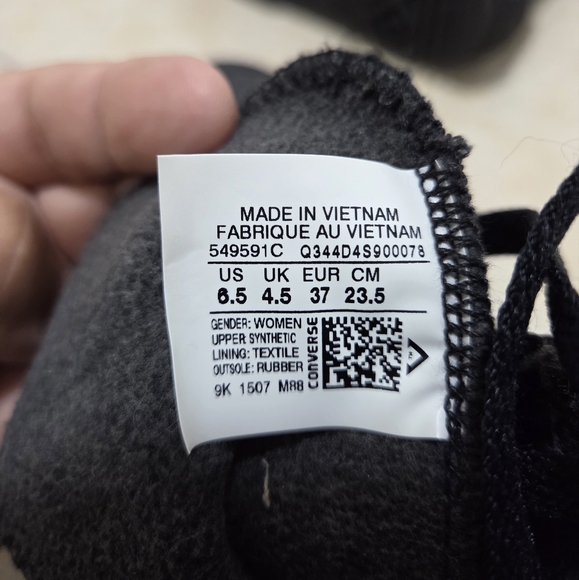 MADE IN VIETNAM
FABRIQUE AU VIETNAM
549591C Q344D4S900078
US UK EUR CM
6.5 4.5 37 23.5
GENDER: WOMEN
UPPER SYNTHETIC
LINING: TEXTILE
OUTSOLE: RUBBER
9K 1507 M88
CONVERSE